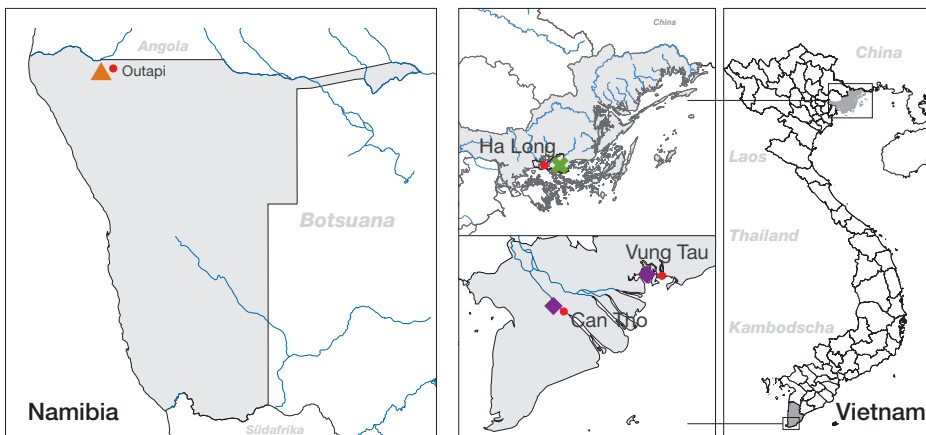 Angola
Outapi
Botsuana
Namibia
Südafrika
China
Ha Long
Vung Tau
Can Tho
China
Laos
Thailand
Kambodscha
Vietnam